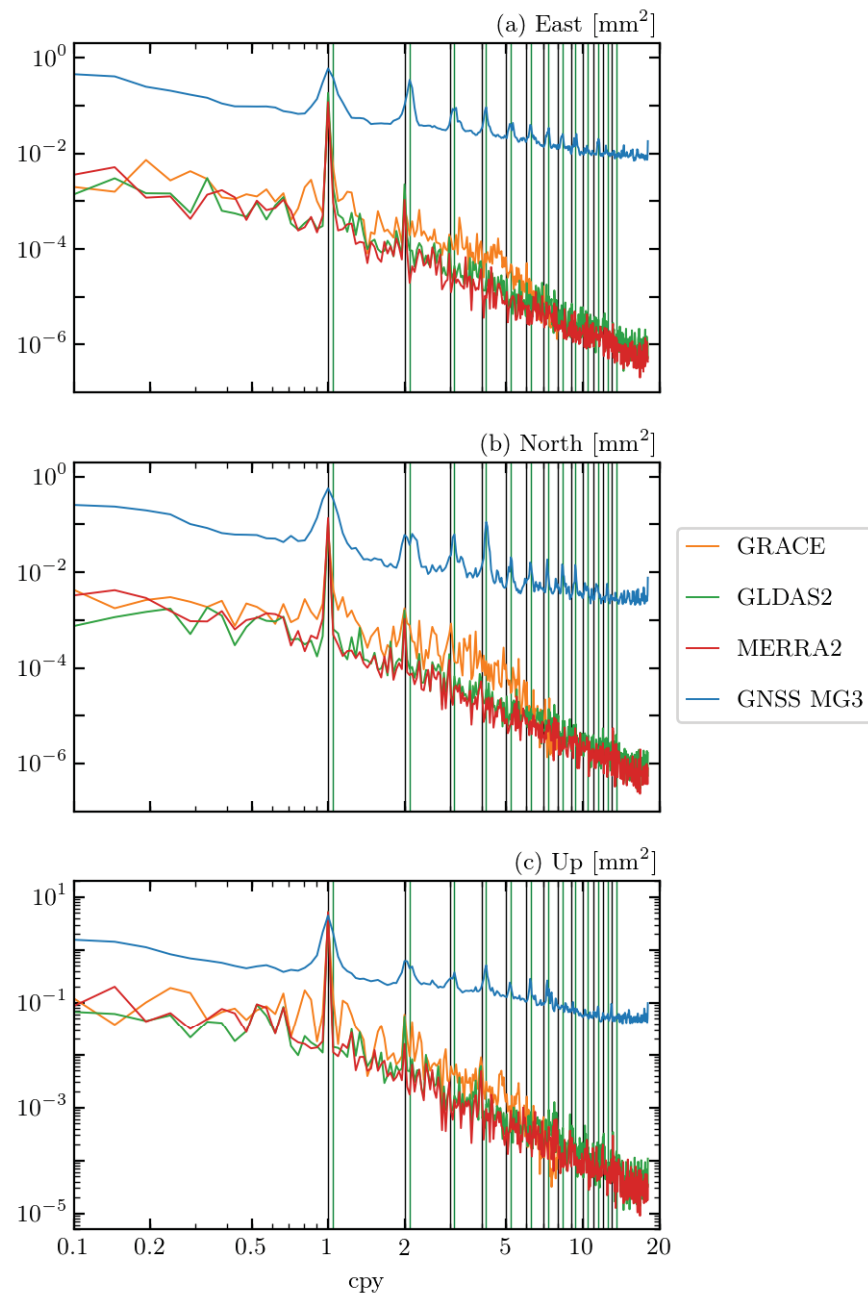 (a) East [mm²]
10⁰
10⁻²
10⁻⁴
10⁻⁶
(b) North [mm²]
10⁰
10⁻²
10⁻⁴
10⁻⁶
GRACE
GLDAS2
MERRA2
GNSS MG3
(c) Up [mm²]
10¹
10⁻¹
10⁻³
10⁻⁵
0.1 0.2 0.5 1 2 5 10 20
cpy